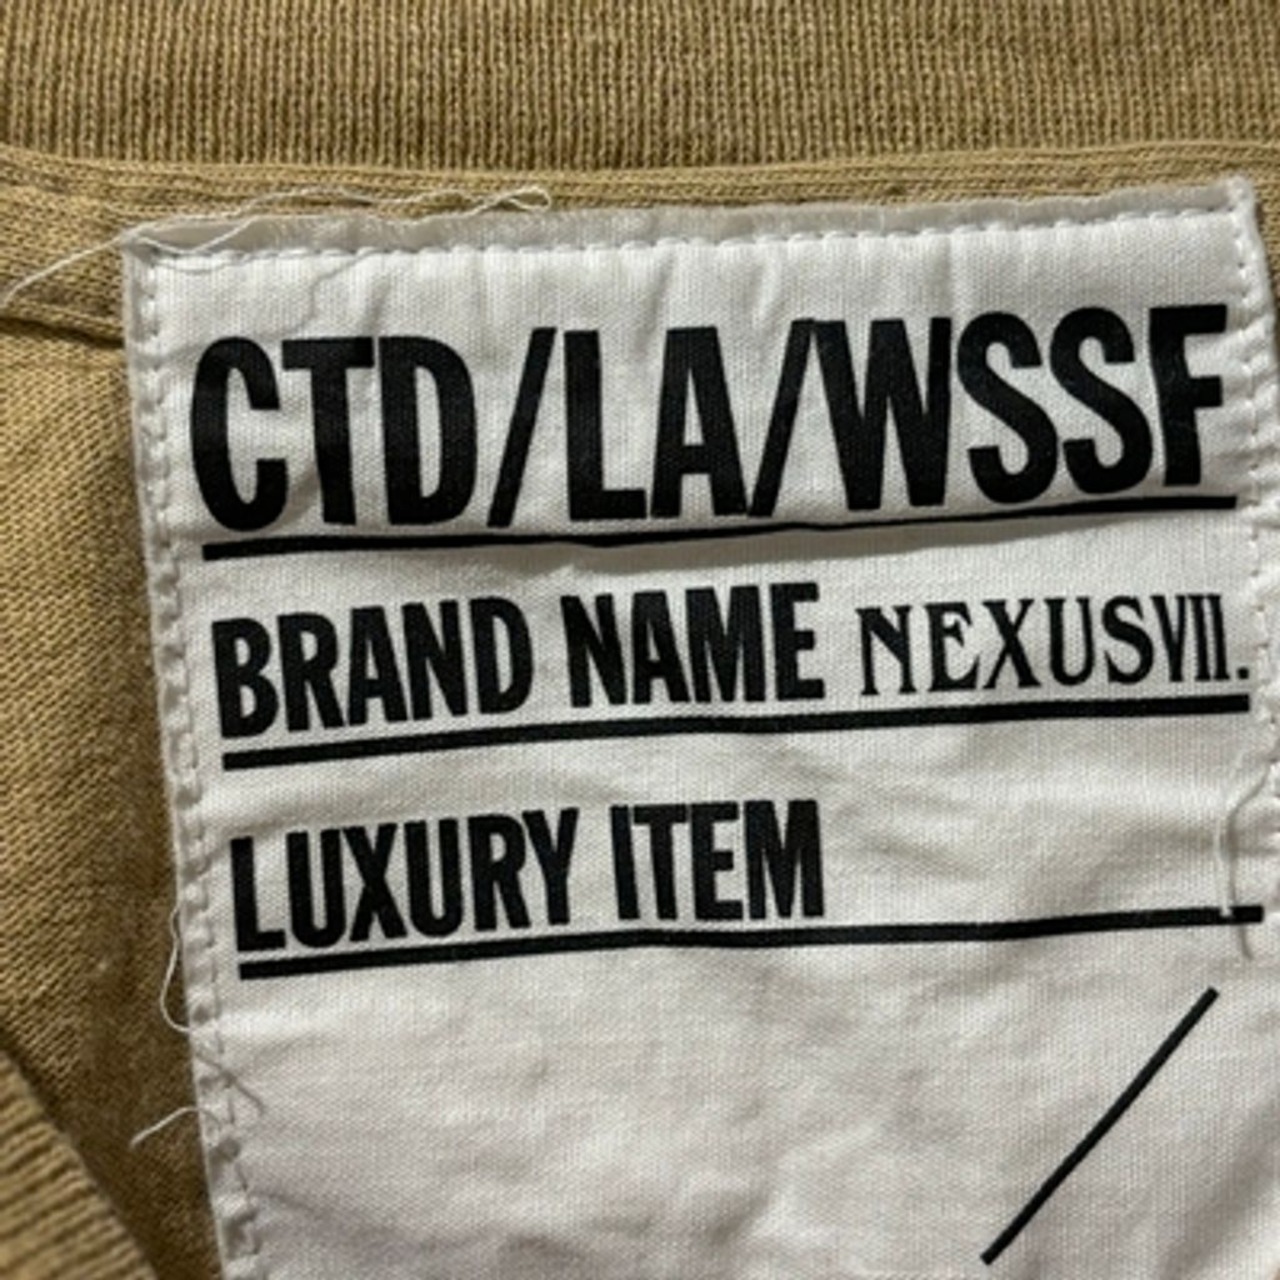 CTD/LA/WSSF
BRAND NAME NEXUSVII.
LUXURY ITEM